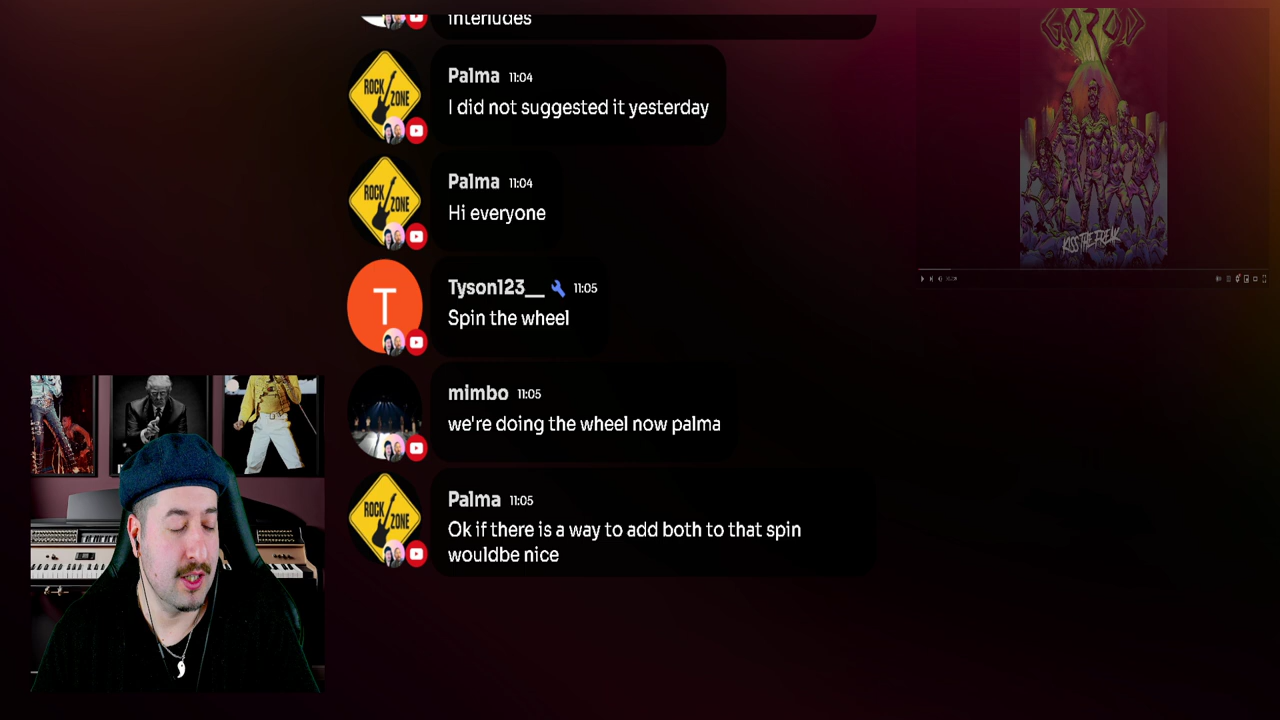 interludes
Palma 11:04
I did not suggested it yesterday
Palma 11:04
Hi everyone
Tyson123__ 11:05
Spin the wheel
mimbo 11:05
we're doing the wheel now palma
Palma 11:05
Ok if there is a way to add both to that spin
wouldbe nice
ROCK
ZONE
ROCK
ZONE
T
ROCK
ZONE
GOROD
KISS THE FREAK